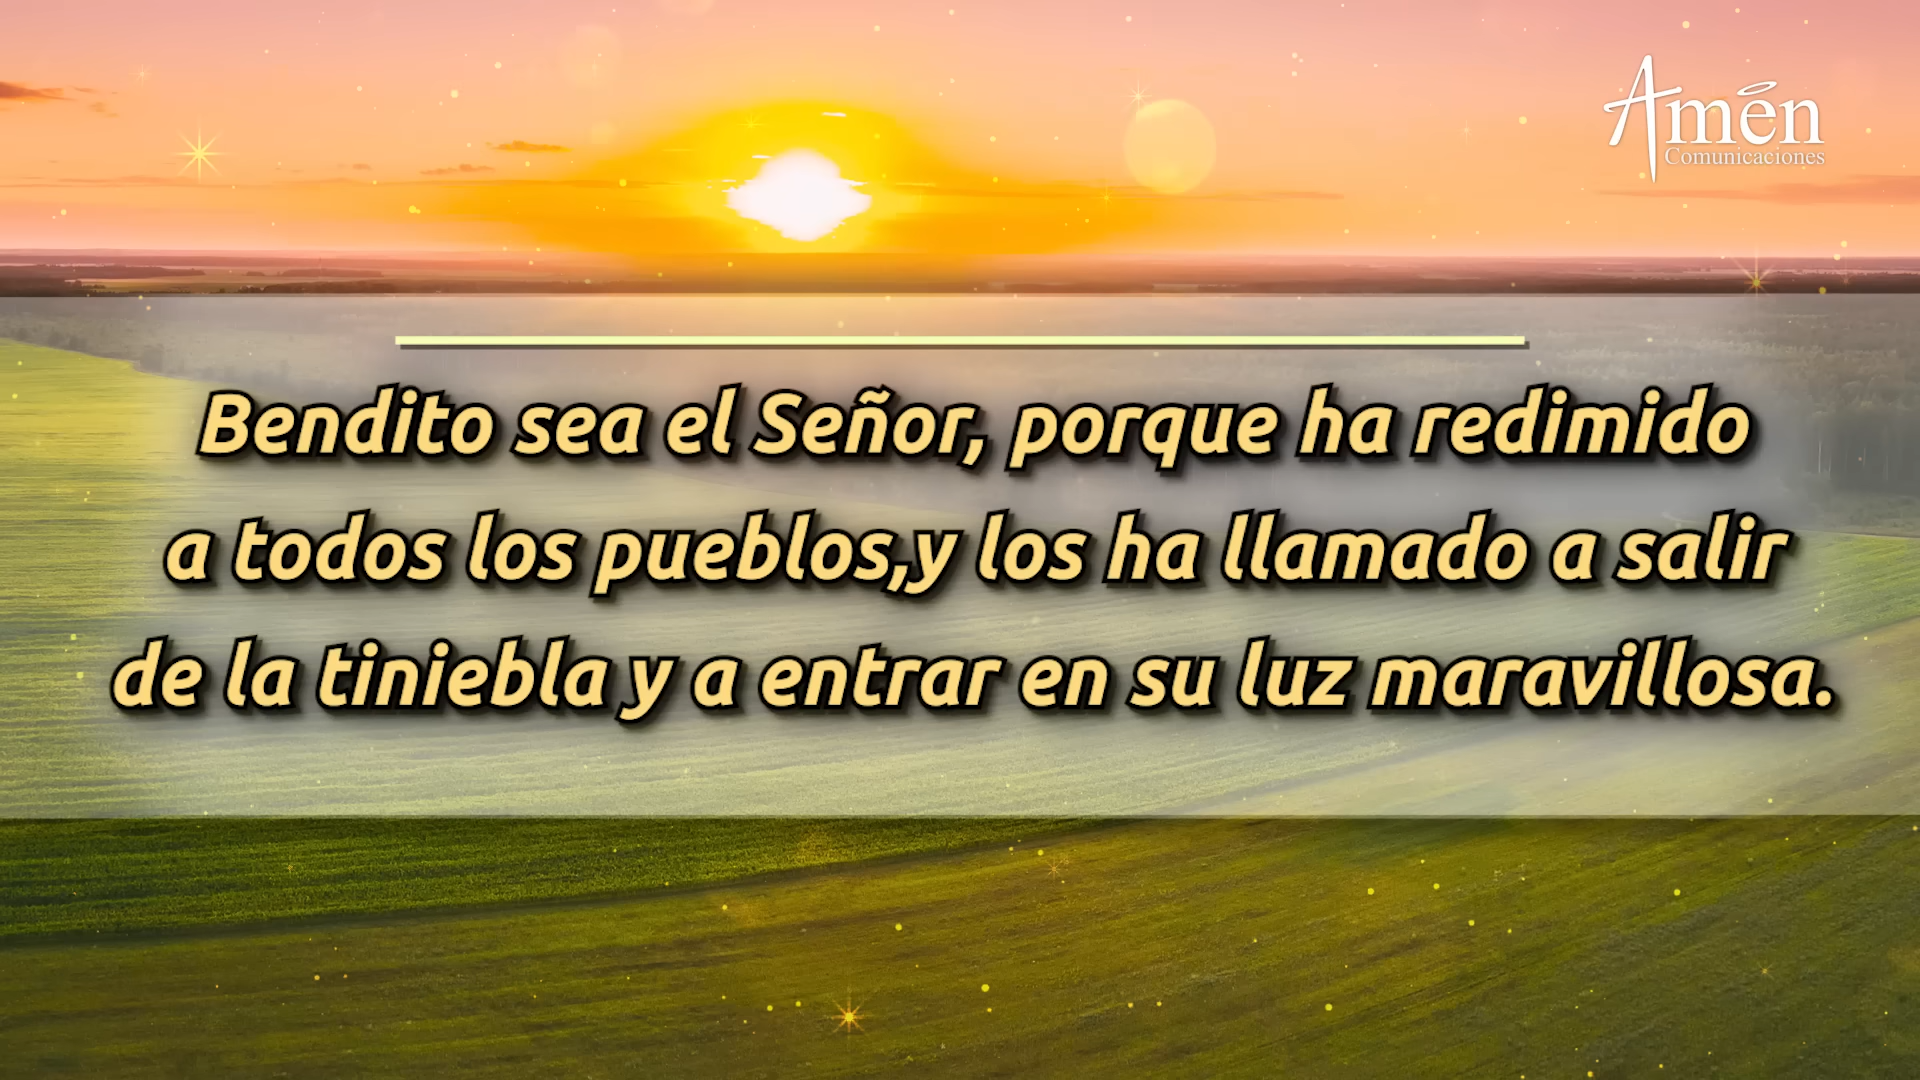 Amén
Comunicaciones
Bendito sea el Señor, porque ha redimido
a todos los pueblos,y los ha llamado a salir
de la tiniebla y a entrar en su luz maravillosa.